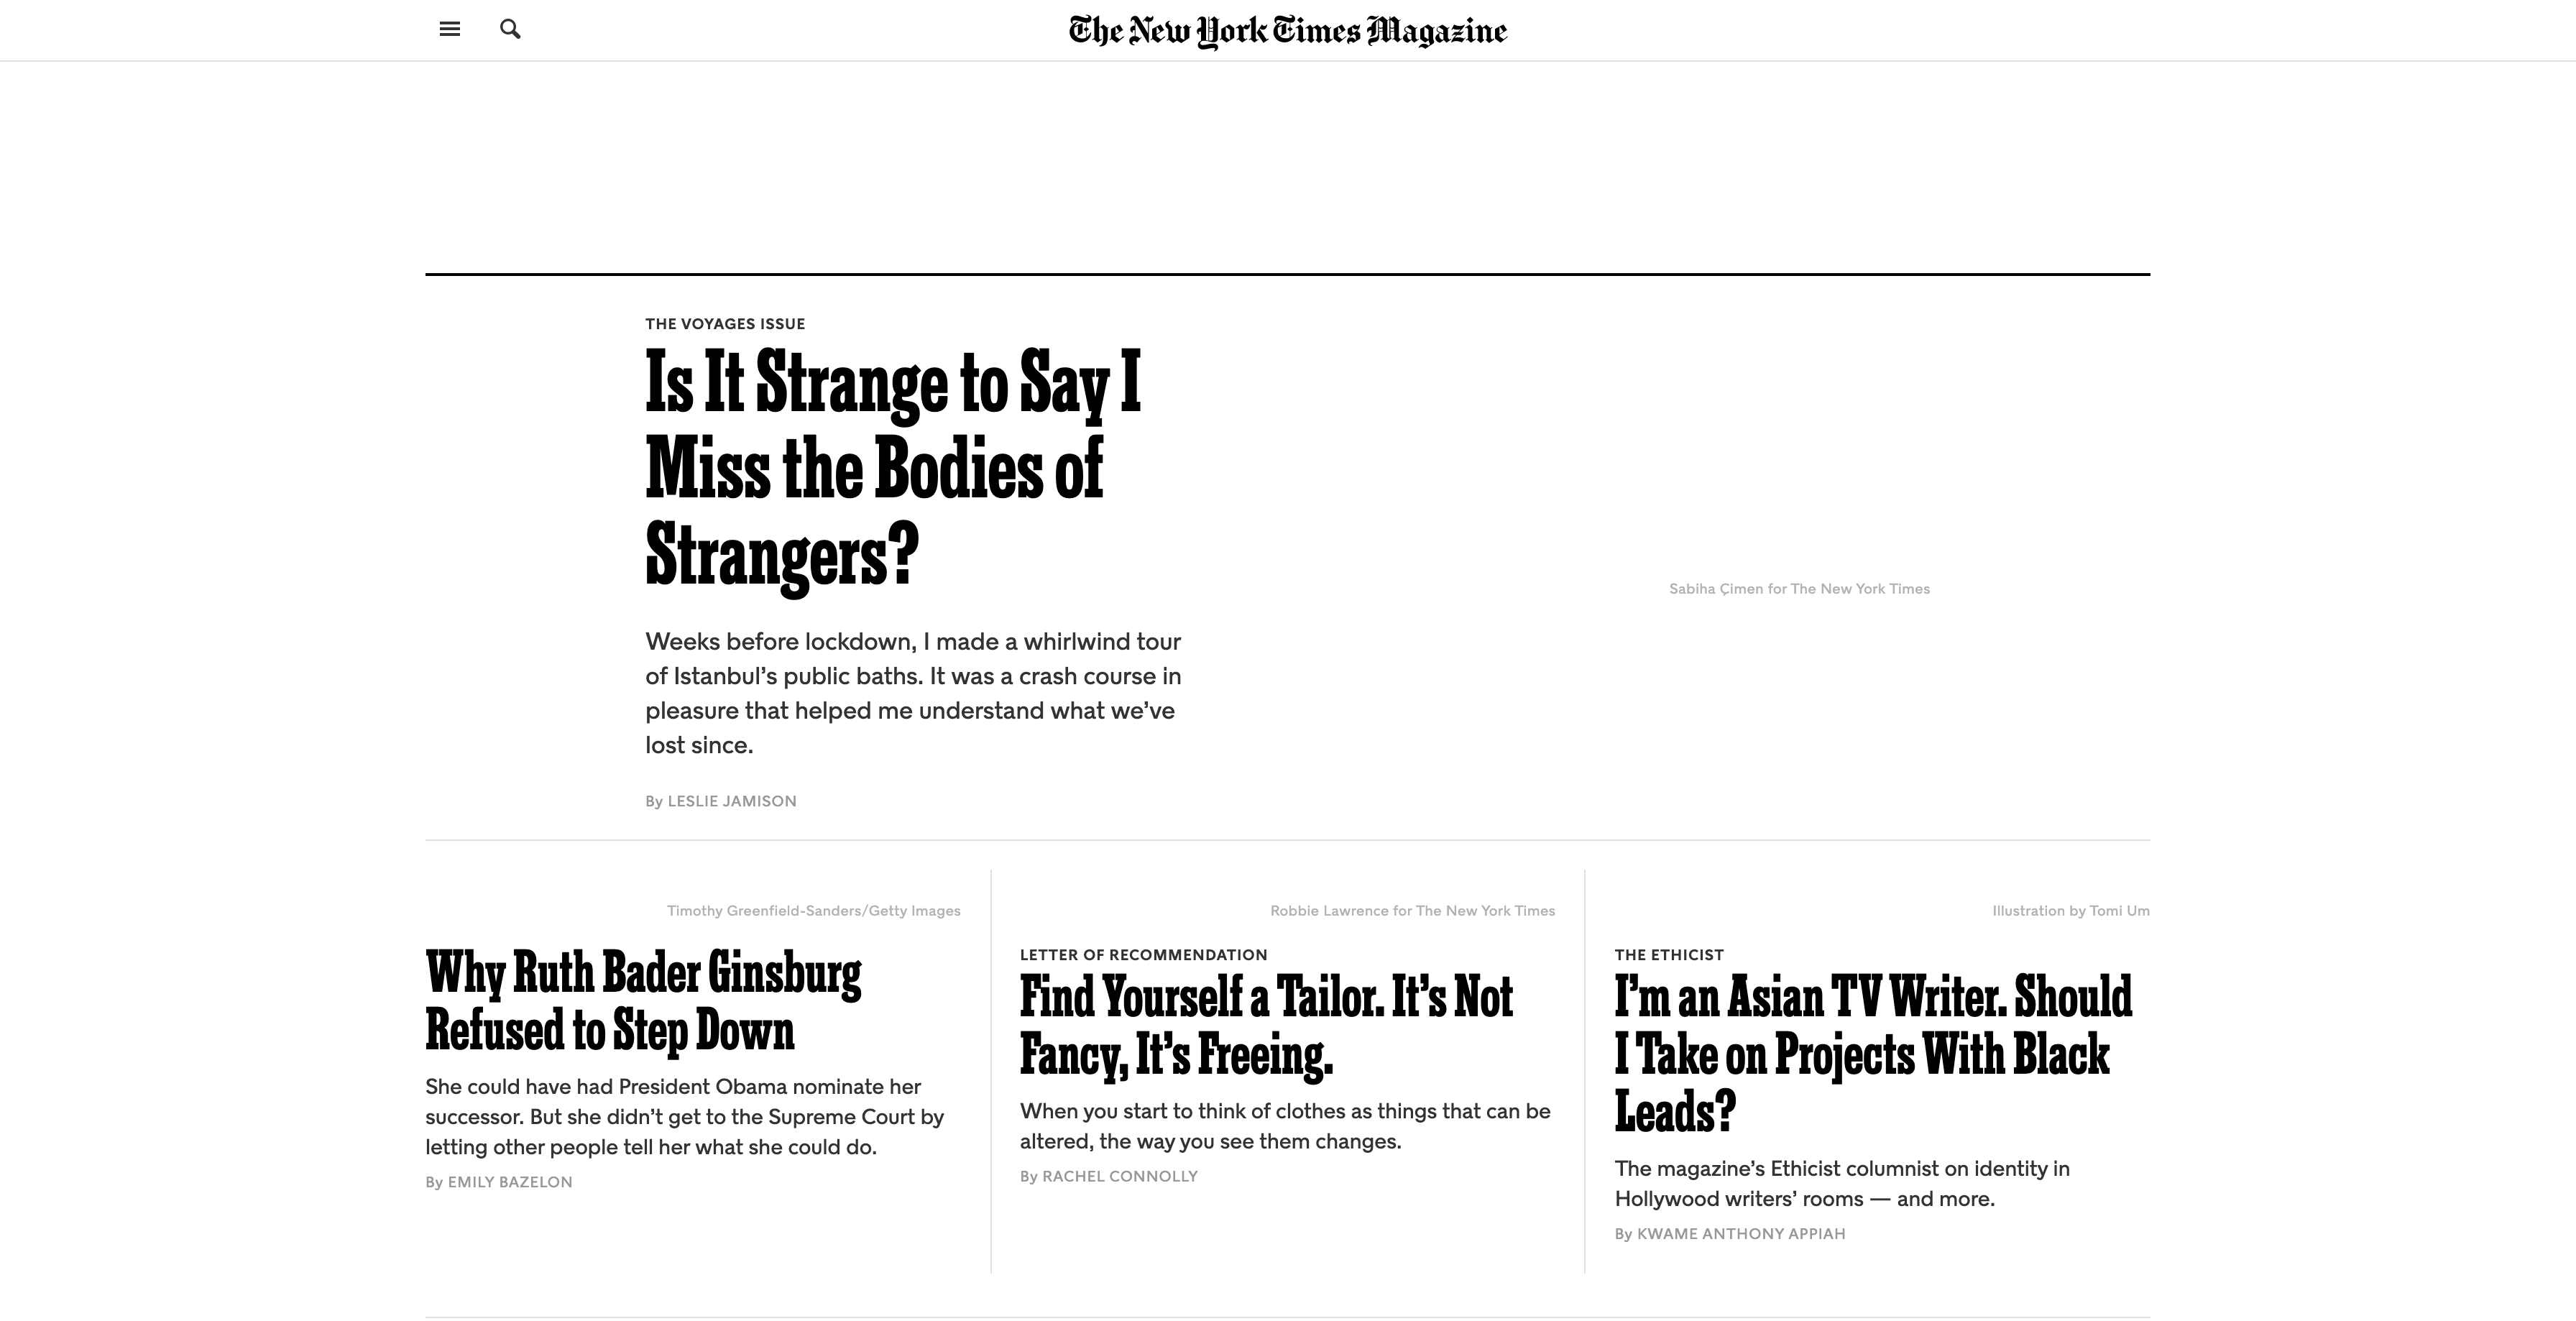 The New York Times Magazine
THE VOYAGES ISSUE
Is It Strange to Say I
Miss the Bodies of
Strangers?
Sabiha Çimen for The New York Times
Weeks before lockdown, I made a whirlwind tour
of Istanbul’s public baths. It was a crash course in
pleasure that helped me understand what we’ve
lost since.
By LESLIE JAMISON
Timothy Greenfield-Sanders/Getty Images
Why Ruth Bader Ginsburg
Refused to Step Down
She could have had President Obama nominate her
successor. But she didn’t get to the Supreme Court by
letting other people tell her what she could do.
By EMILY BAZELON
Robbie Lawrence for The New York Times
LETTER OF RECOMMENDATION
Find Yourself a Tailor. It’s Not
Fancy, It’s Freeing.
When you start to think of clothes as things that can be
altered, the way you see them changes.
By RACHEL CONNOLLY
Illustration by Tomi Um
THE ETHICIST
I’m an Asian TV Writer. Should
I Take on Projects With Black
Leads?
The magazine’s Ethicist columnist on identity in
Hollywood writers’ rooms — and more.
By KWAME ANTHONY APPIAH